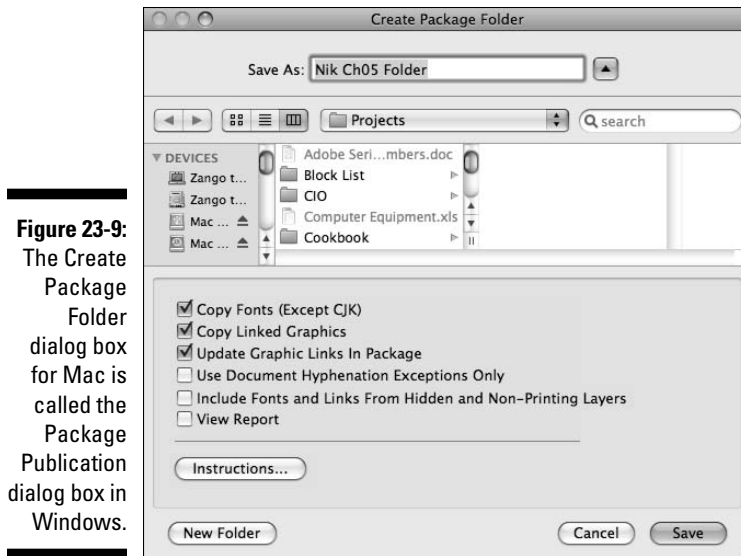 Create Package Folder
Save As: Nik Ch05 Folder
Projects
search
DEVICES
Zango t...
Zango t...
Mac ...
Mac ...
Adobe Seri...mbers.doc
Block List
CIO
Computer Equipment.xls
Cookbook
Copy Fonts (Except CJK)
Copy Linked Graphics
Update Graphic Links In Package
Use Document Hyphenation Exceptions Only
Include Fonts and Links From Hidden and Non-Printing Layers
View Report
Instructions...
New Folder
Cancel
Save
Figure 23-9:
The Create
Package
Folder
dialog box
for Mac is
called the
Package
Publication
dialog box in
Windows.